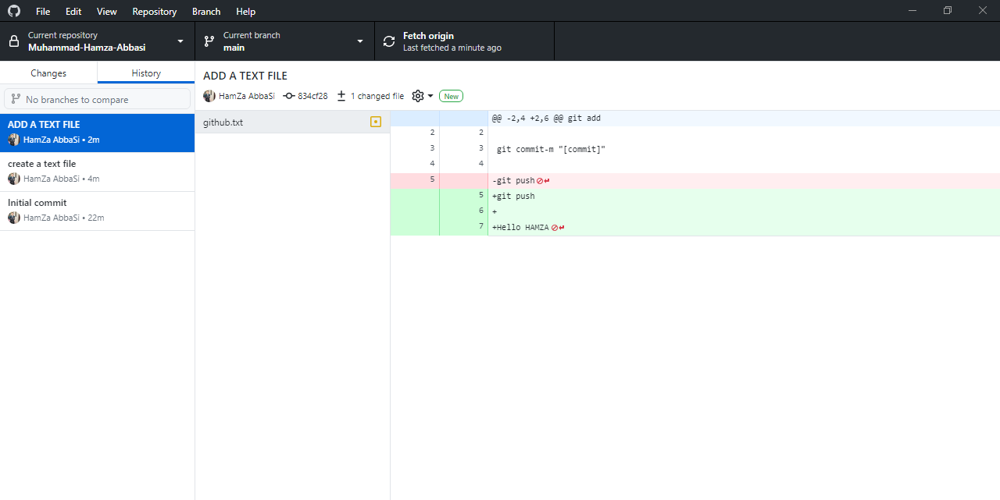 File Edit View Repository Branch Help
Current repository
Muhammad-Hamza-Abbasi
Current branch
main
Fetch origin
Last fetched a minute ago
Changes History
No branches to compare
ADD A TEXT FILE
HamZa AbbaSi • 2m
create a text file
HamZa AbbaSi • 4m
Initial commit
HamZa AbbaSi • 22m
ADD A TEXT FILE
HamZa AbbaSi 834cf28 1 changed file New
github.txt
@@ -2,4 +2,6 @@ git add
2 2
3 3 git commit-m "[commit]"
4 4
5 -git push
5 +git push
6 +
7 +Hello HAMZA